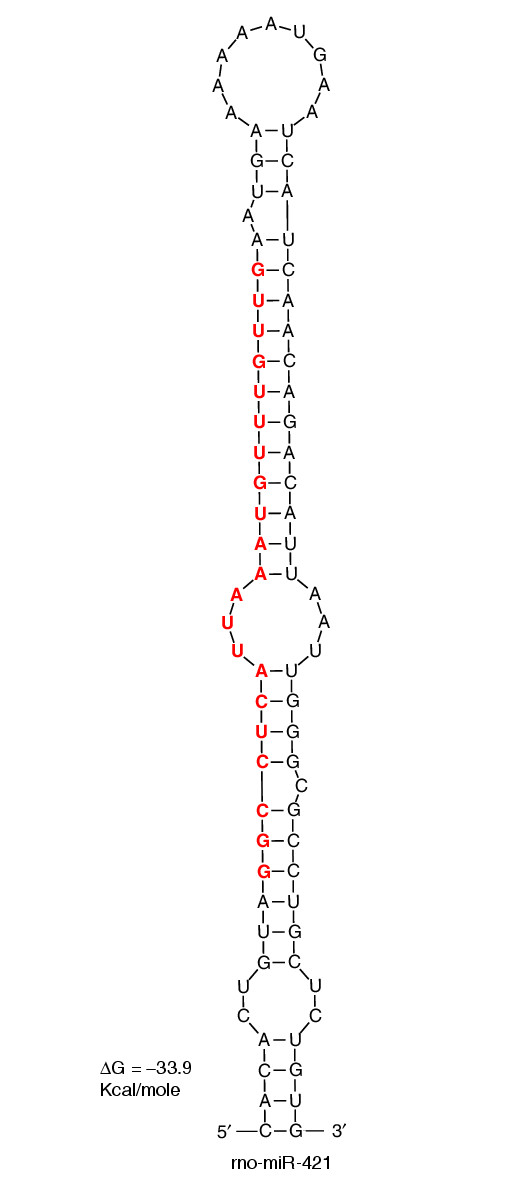 A A U
A G
A A
A A
A U
G C
U A
A
A U
G C
U A
U A
G C
U A
U G
U A
G C
U A
A U
A U
A A
U A
U U
A U
C G
U G
C G
C
C G
G C
G C
A U
U G
G C
U U
C C
A U
C G
A U
5′ C G 3′
ΔG = –33.9
Kcal/mole
rno-miR-421